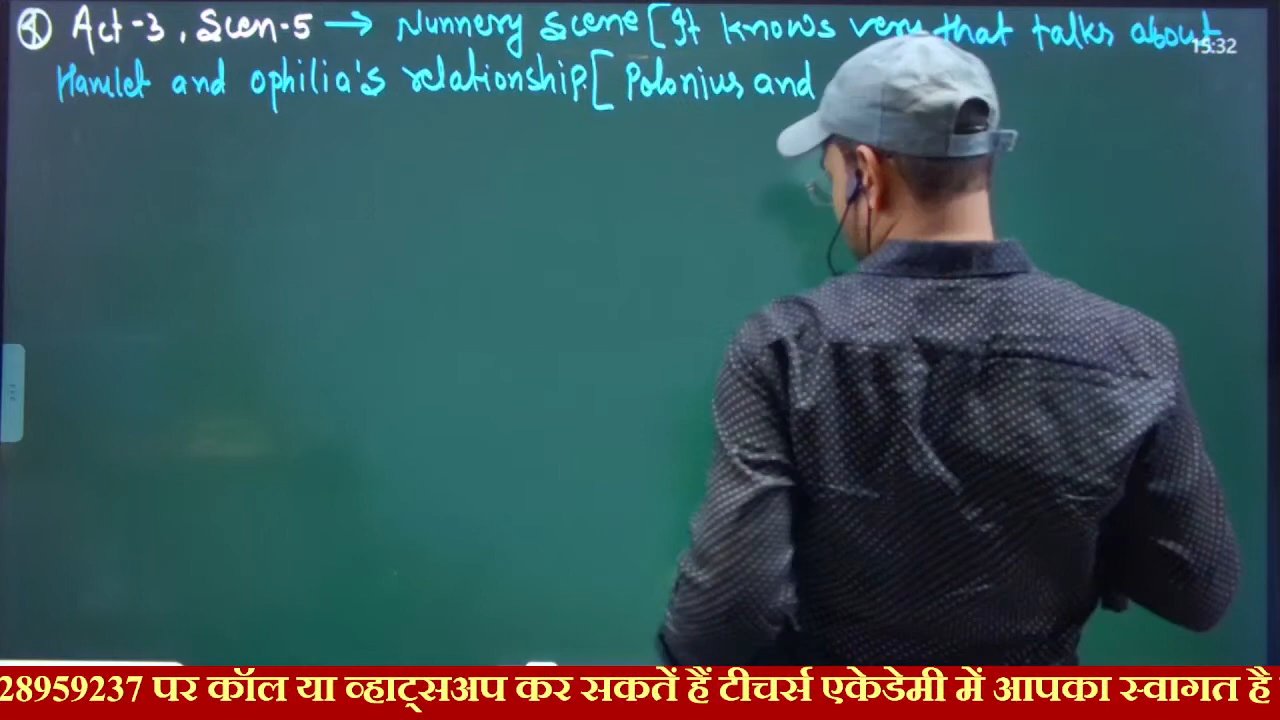 ④ Act-3, Scen-5 → Nunnery Scene [It knows very that talks about
15:32
Hamlet and ophilia's relationship.[ Polonius and
28959237 पर कॉल या व्हाट्सअप कर सकतें हैं टीचर्स एकेडेमी में आपका स्वागत है